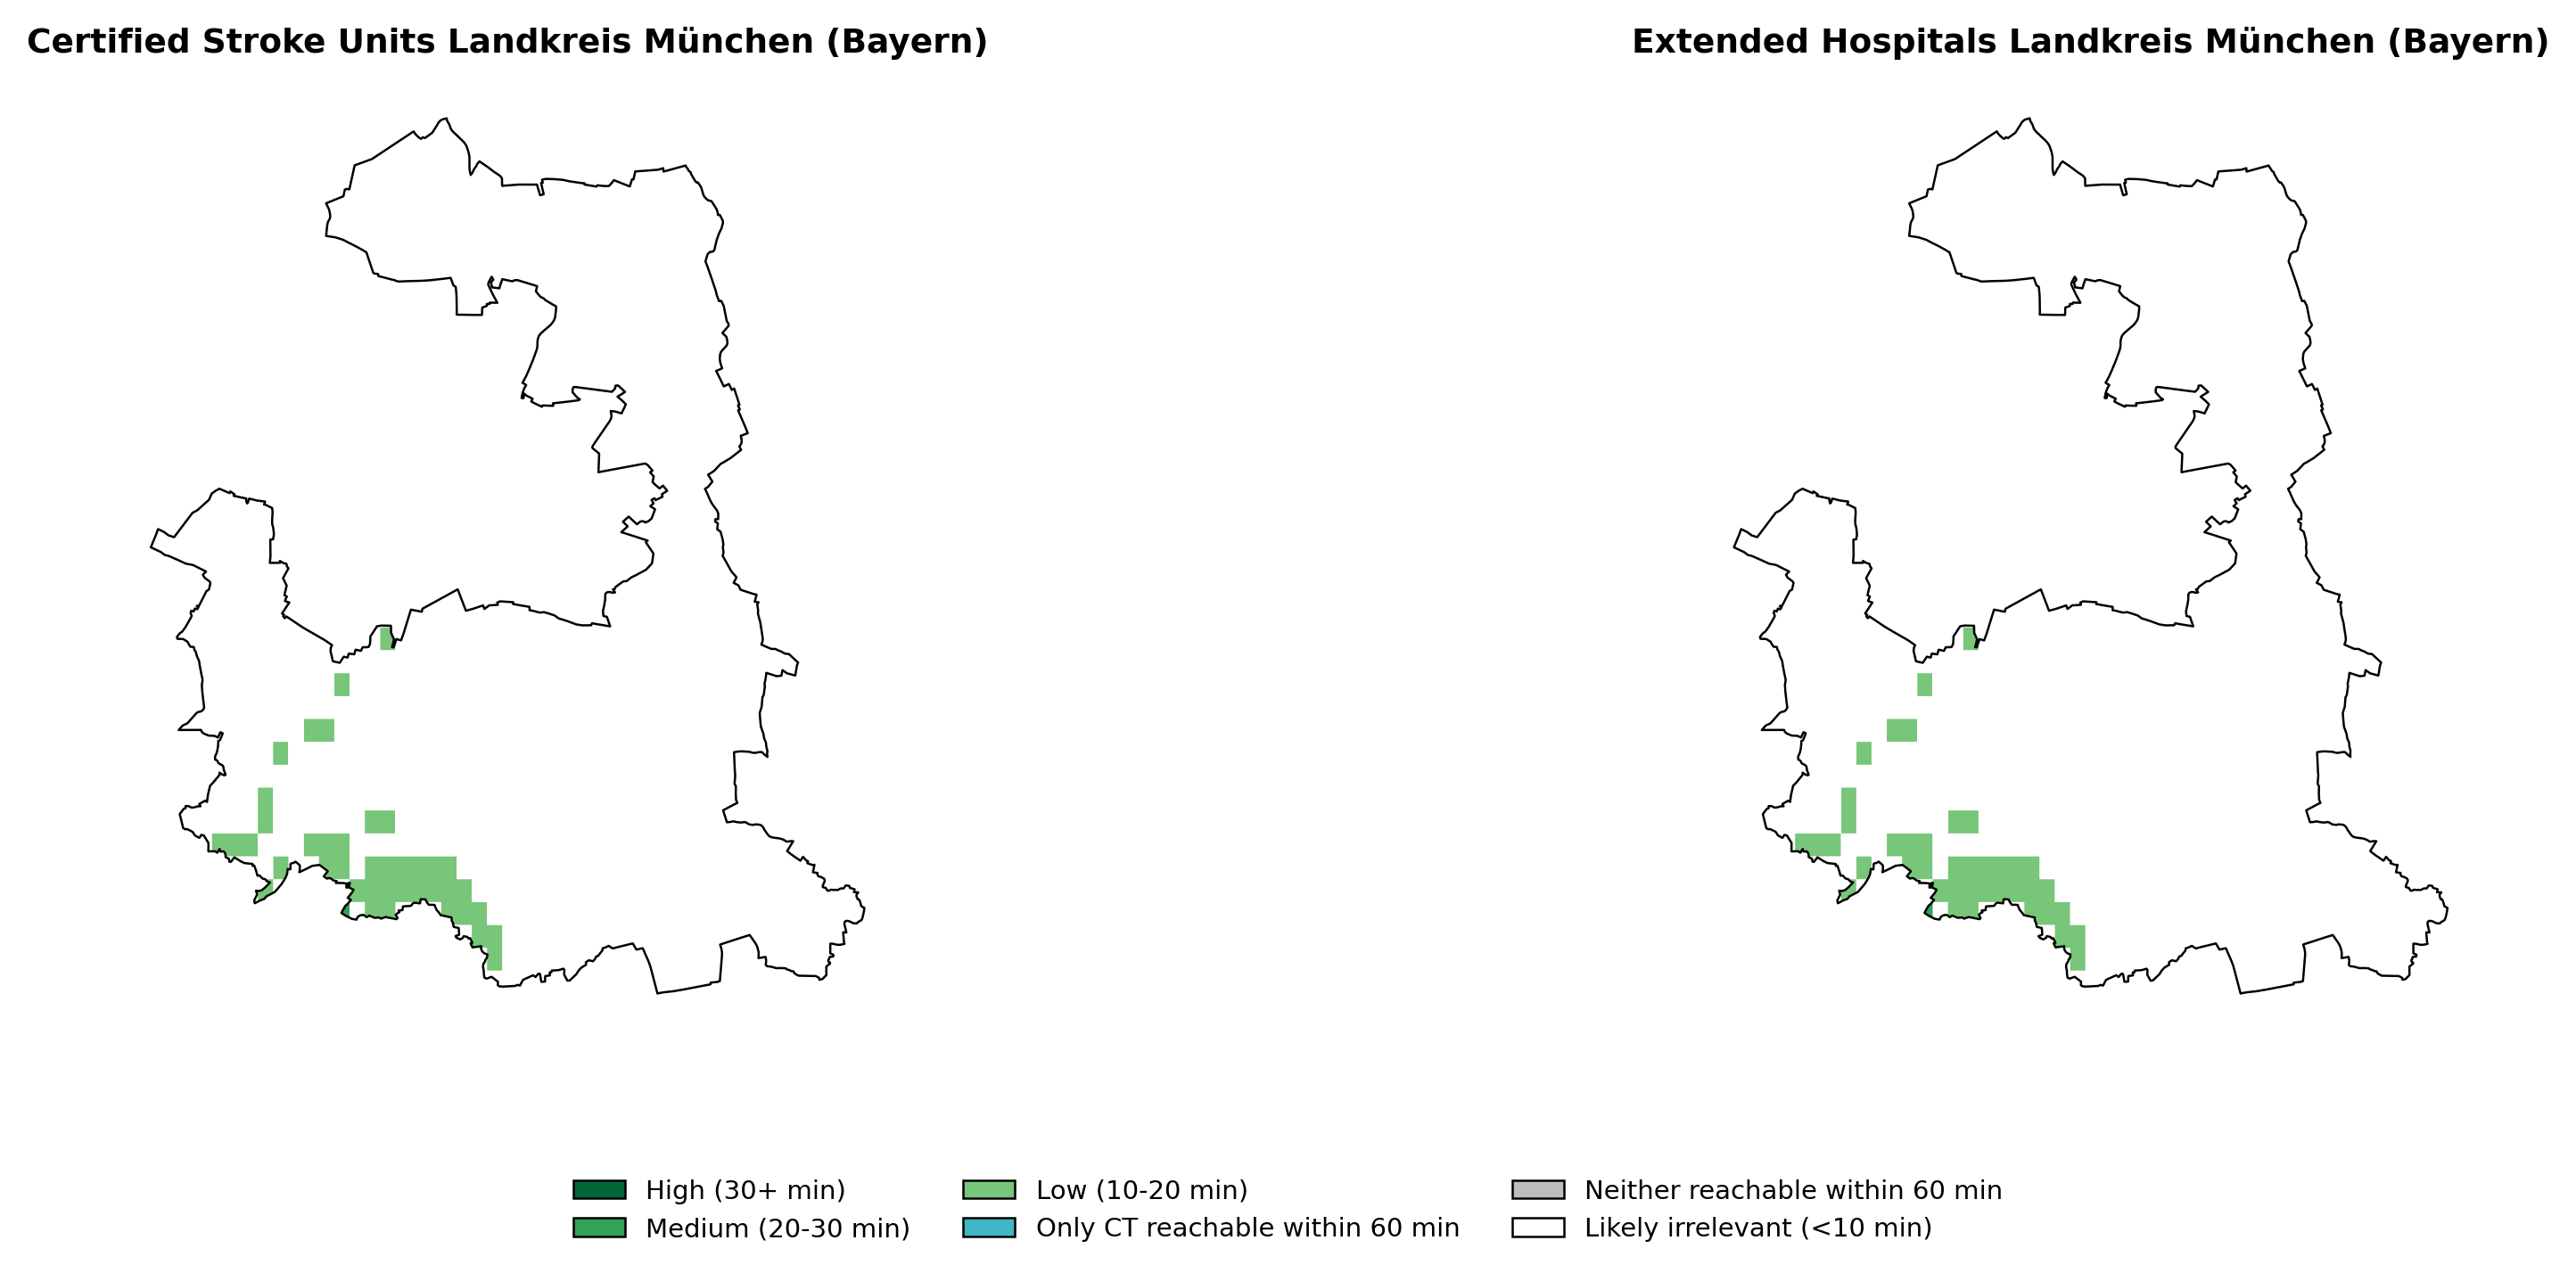 Certified Stroke Units Landkreis München (Bayern)
Extended Hospitals Landkreis München (Bayern)
High (30+ min)
Medium (20-30 min)
Low (10-20 min)
Only CT reachable within 60 min
Neither reachable within 60 min
Likely irrelevant (<10 min)